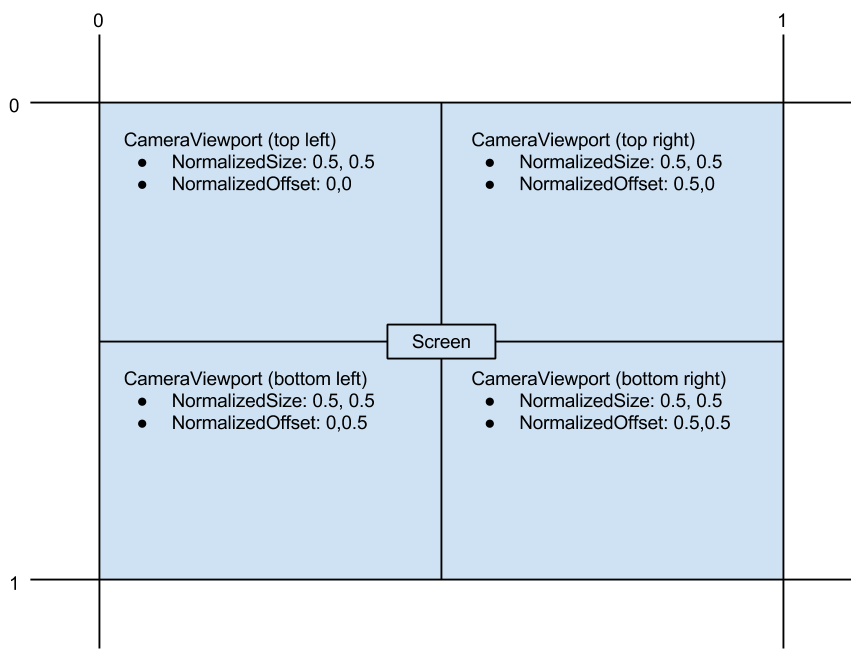 0
1
0
CameraViewport (top left)
● NormalizedSize: 0.5, 0.5
● NormalizedOffset: 0,0
CameraViewport (top right)
● NormalizedSize: 0.5, 0.5
● NormalizedOffset: 0.5,0
Screen
CameraViewport (bottom left)
● NormalizedSize: 0.5, 0.5
● NormalizedOffset: 0,0.5
CameraViewport (bottom right)
● NormalizedSize: 0.5, 0.5
● NormalizedOffset: 0.5,0.5
1